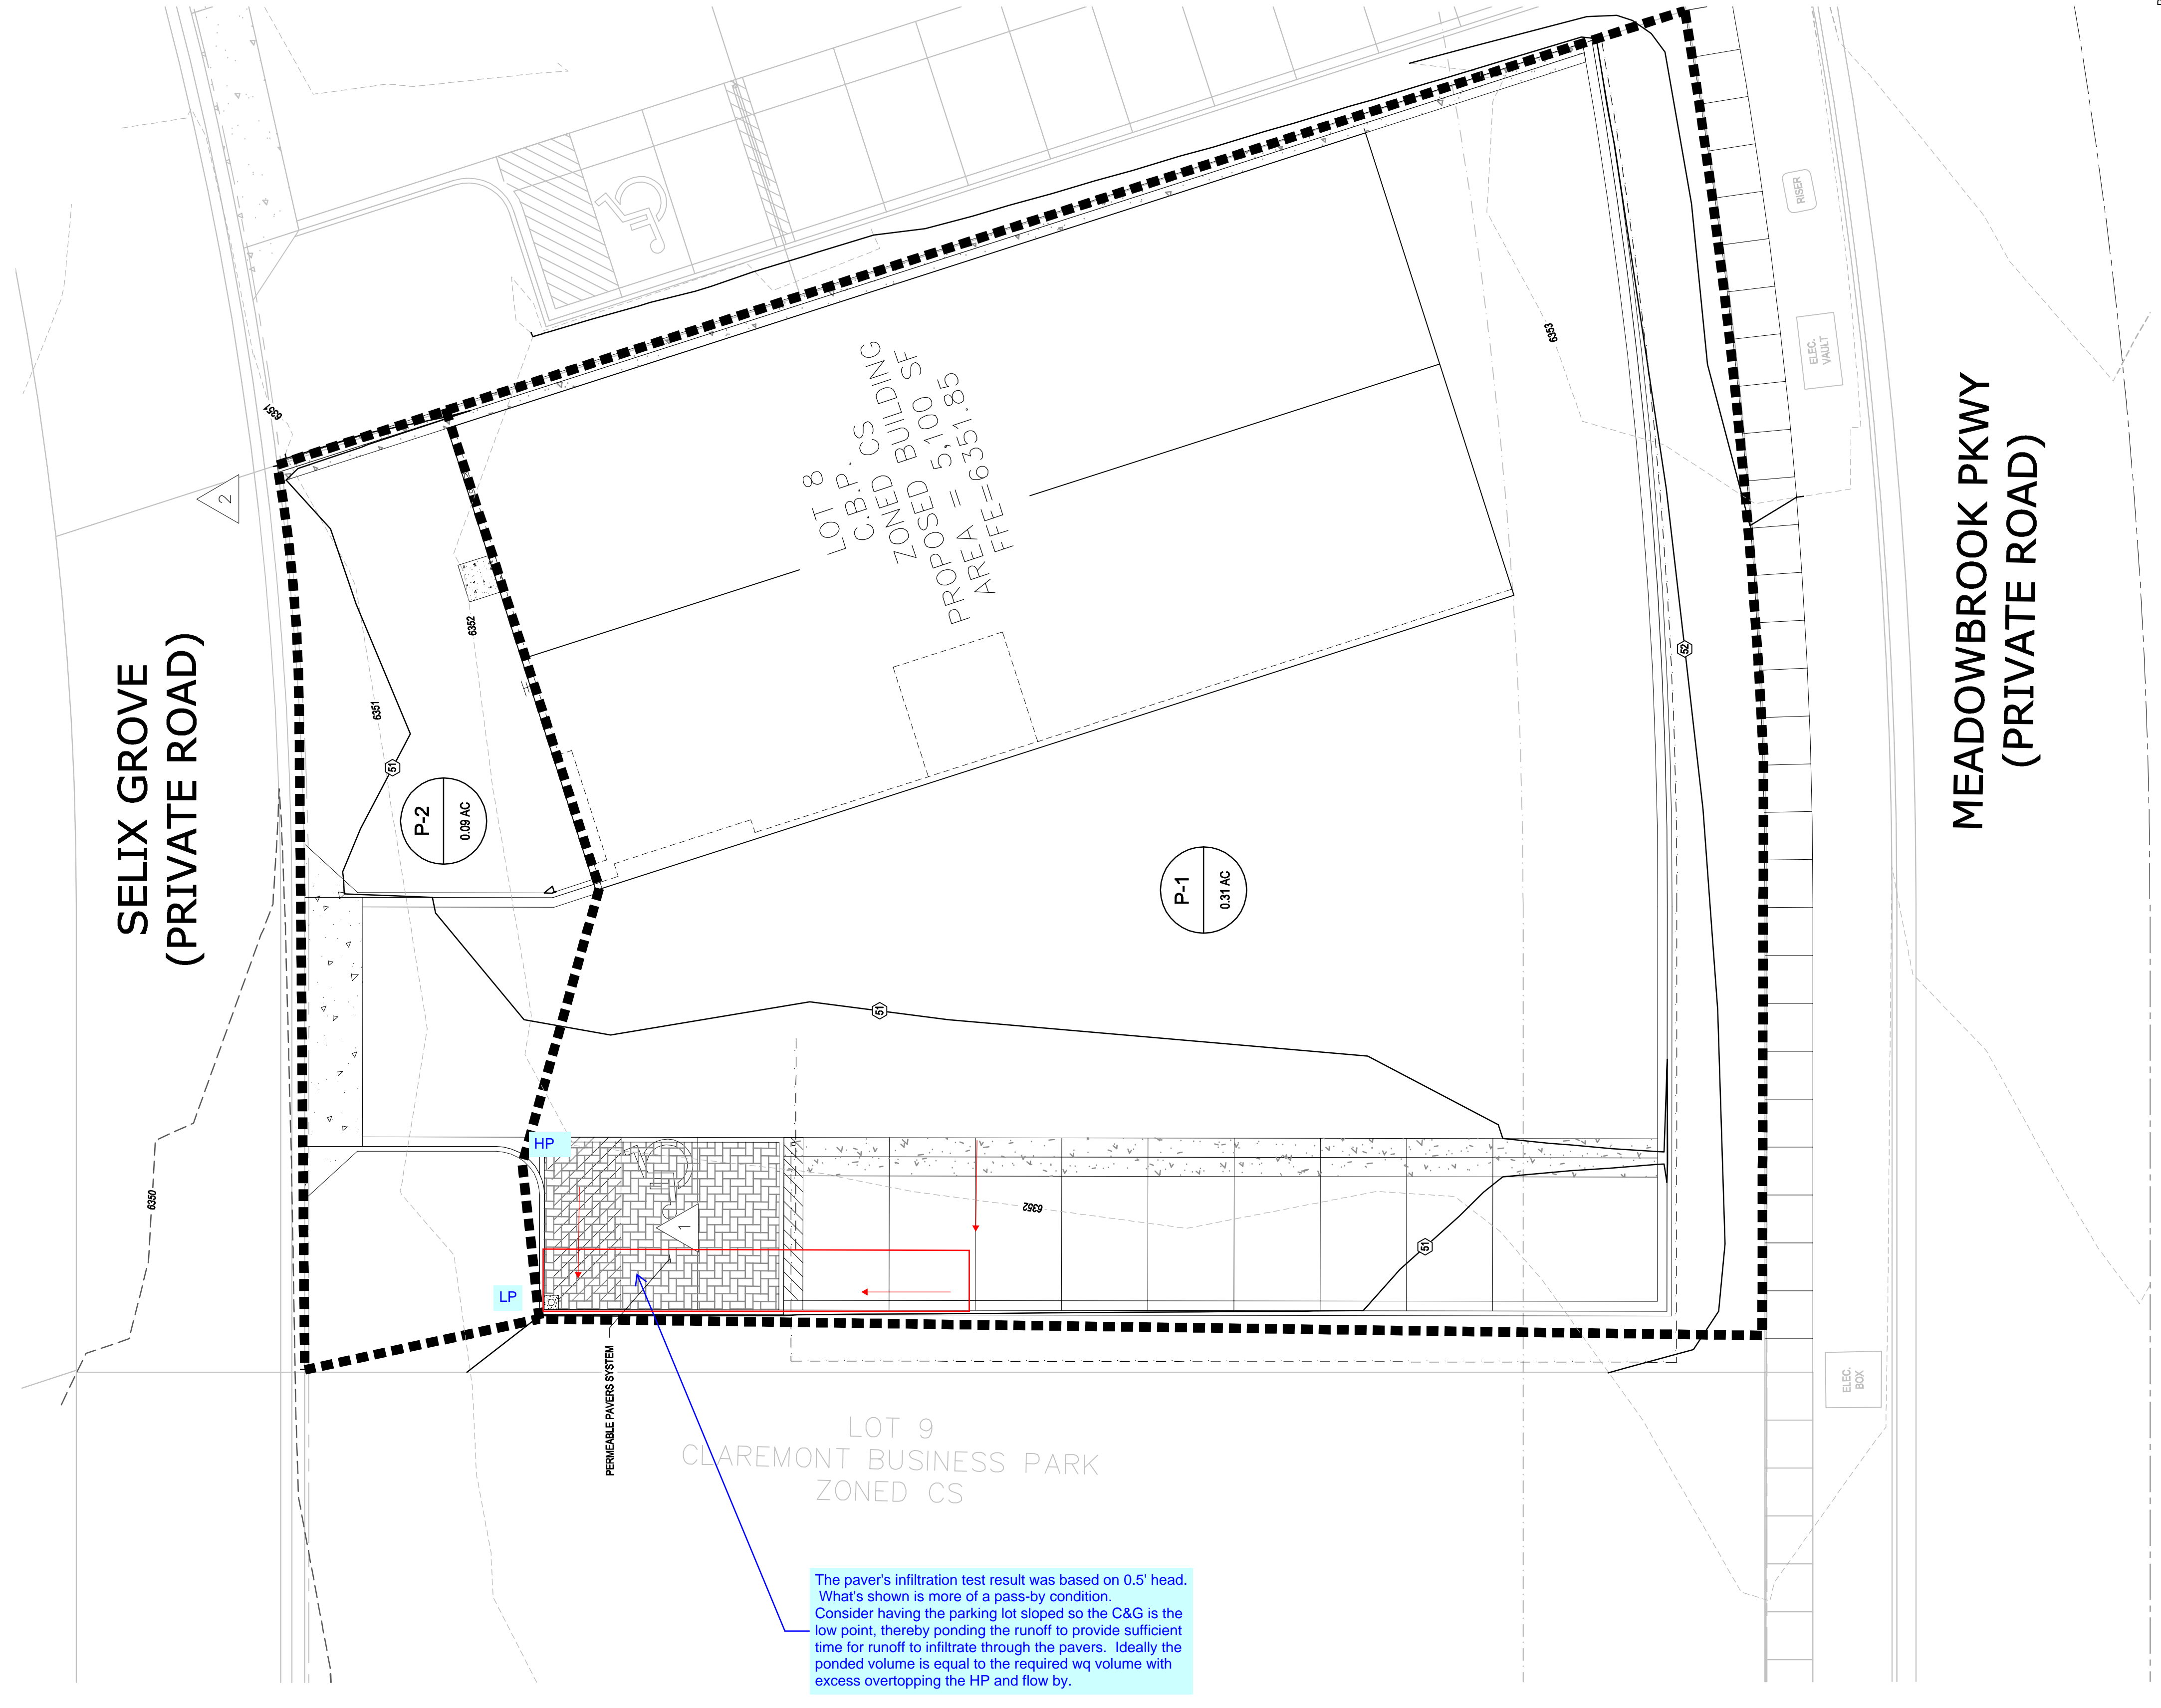 SELIX GROVE
(PRIVATE ROAD)
MEADOWBROOK PKWY
(PRIVATE ROAD)
LOT 8
C.B.P. CS
ZONED BUILDING
PROPOSED 5,100 SF
AREA = 
FFE=6351.85
P-2
0.09 AC
P-1
0.31 AC
6351
2
6352
6351
51
6353
52
51
51
6352
6350
1
RISER
ELEC.
VAULT
ELEC.
BOX
HP
LP
PERMEABLE PAVERS SYSTEM
LOT 9
CLAREMONT BUSINESS PARK
ZONED CS
The paver's infiltration test result was based on 0.5' head.
What's shown is more of a pass-by condition.
Consider having the parking lot sloped so the C&G is the
low point, thereby ponding the runoff to provide sufficient
time for runoff to infiltrate through the pavers. Ideally the
ponded volume is equal to the required wq volume with
excess overtopping the HP and flow by.